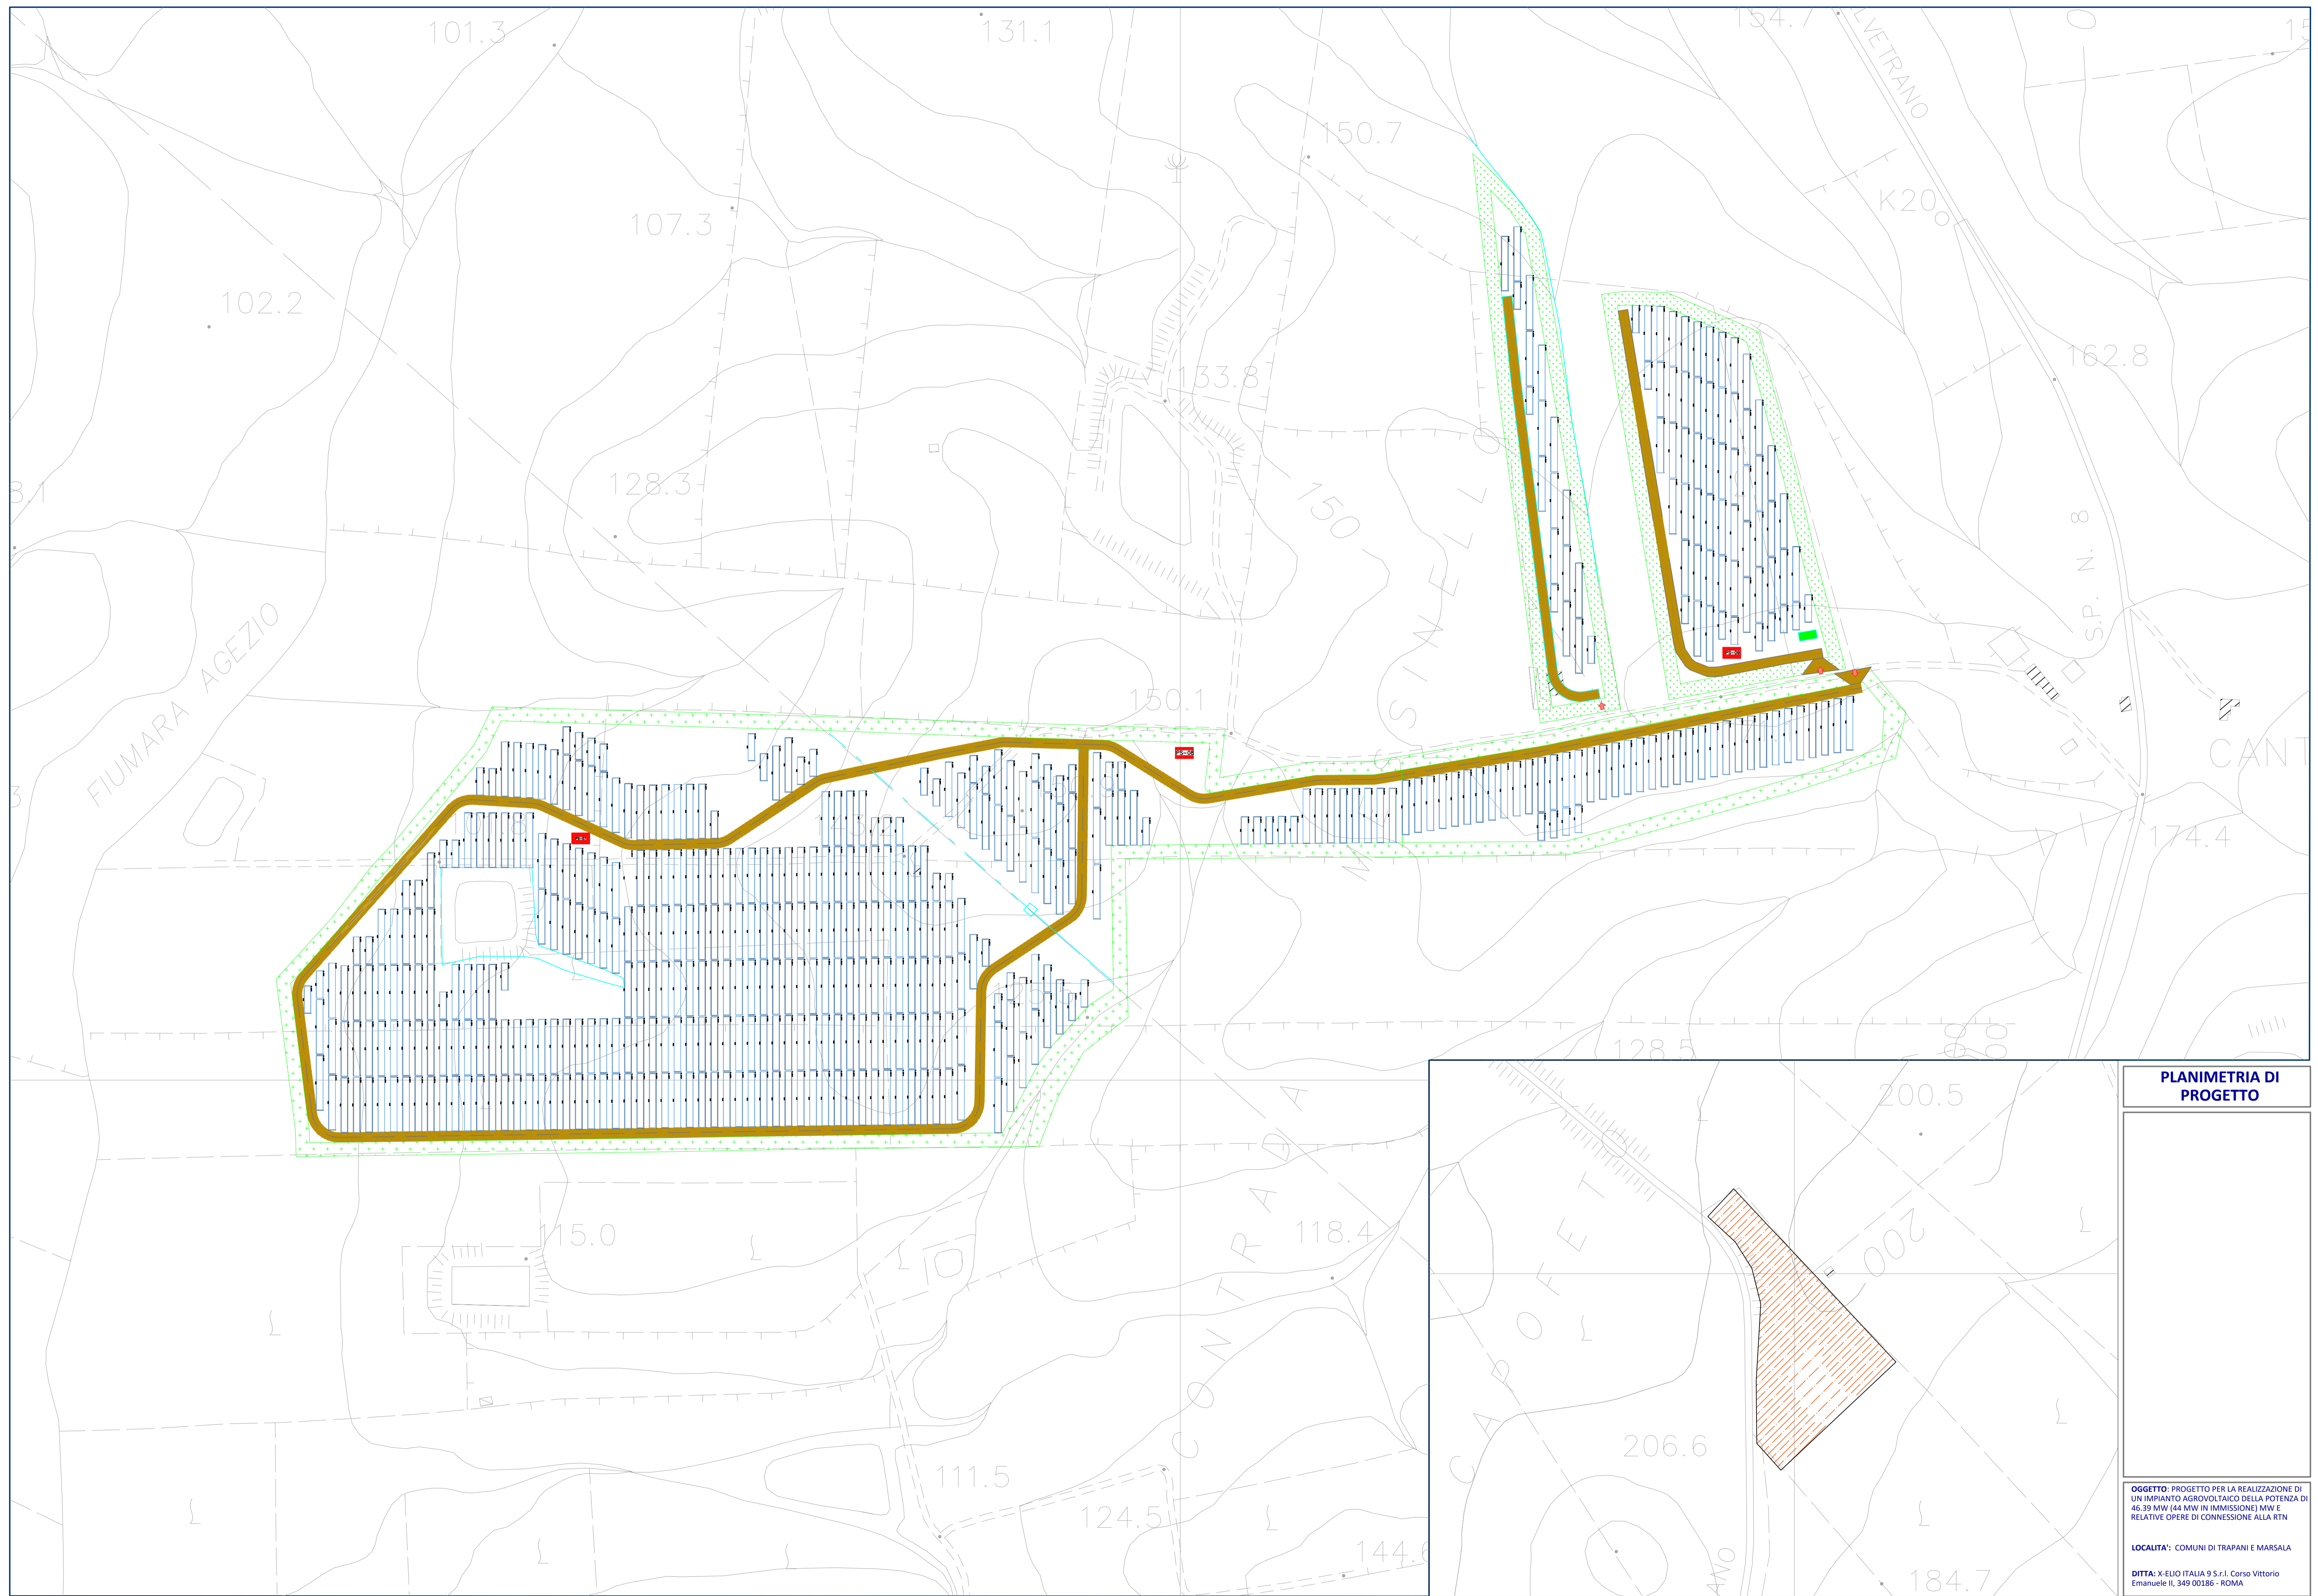 101.3
131.1
154.7
VETRANO
150.7
K20
107.3
102.2
162.8
133.8
128.3
150
S.P. N. 8
FIUMARA AGEZIO
150.1
CANT
174.4
128.5
115.0
118.4
111.5
124.5
144.6
200.5
200
206.6
184.7
PLANIMETRIA DI
PROGETTO
OGGETTO: PROGETTO PER LA REALIZZAZIONE DI
UN IMPIANTO AGROVOLTAICO DELLA POTENZA DI
46.39 MW (44 MW IN IMMISSIONE) MW E
RELATIVE OPERE DI CONNESSIONE ALLA RTN
LOCALITA': COMUNI DI TRAPANI E MARSALA
DITTA: X-ELIO ITALIA 9 S.r.l. Corso Vittorio
Emanuele II, 349 00186 - ROMA